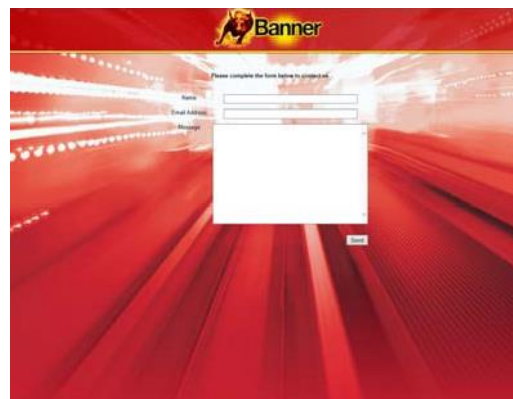 Banner
Please complete the form below to contact us
Name
Email Address
Message
Send